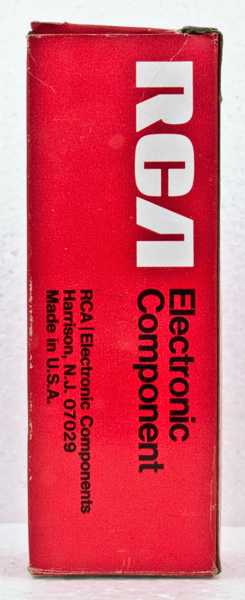 RCA
Electronic
Component
RCA | Electronic Components
Harrison, N.J. 07029
Made in U.S.A.